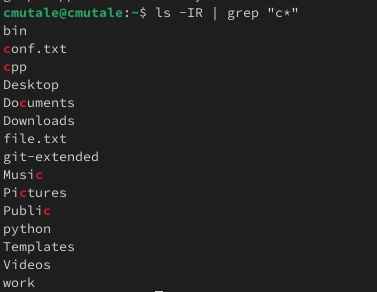 cmutale@cmutale:~$ ls -IR | grep "c*"
bin
conf.txt
cpp
Desktop
Documents
Downloads
file.txt
git-extended
Music
Pictures
Public
python
Templates
Videos
work